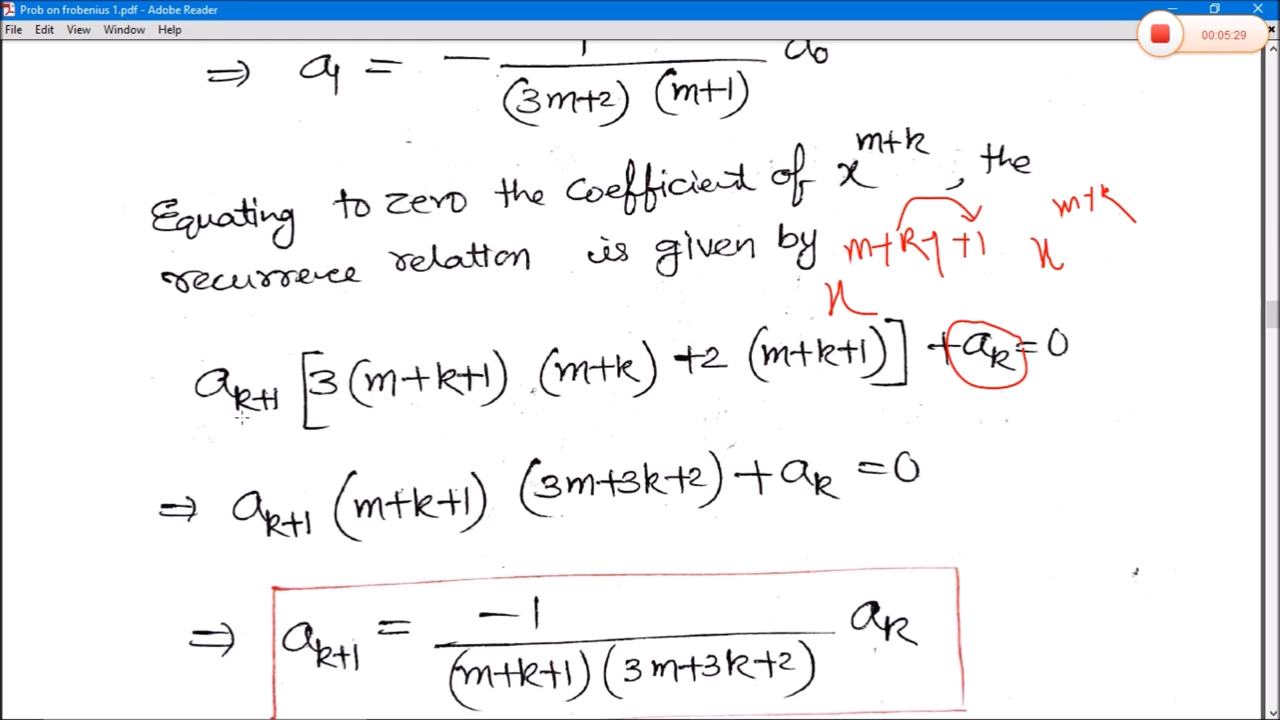 Prob on frobenius 1.pdf - Adobe Reader
File Edit View Window Help
00:05:29
⇒ a₁ = - 1/((3m+2) (m+1)) a₀
Equating to zero the coefficient of x^(m+k), the
recurrence relation is given by x^(m+k-1+1) x^(m+k)
a_(k+1) [3(m+k+1) (m+k) +2 (m+k+1)] + a_k = 0
⇒ a_(k+1) (m+k+1) (3m+3k+2) + a_k = 0
⇒ a_(k+1) = -1/((m+k+1)(3m+3k+2)) a_k